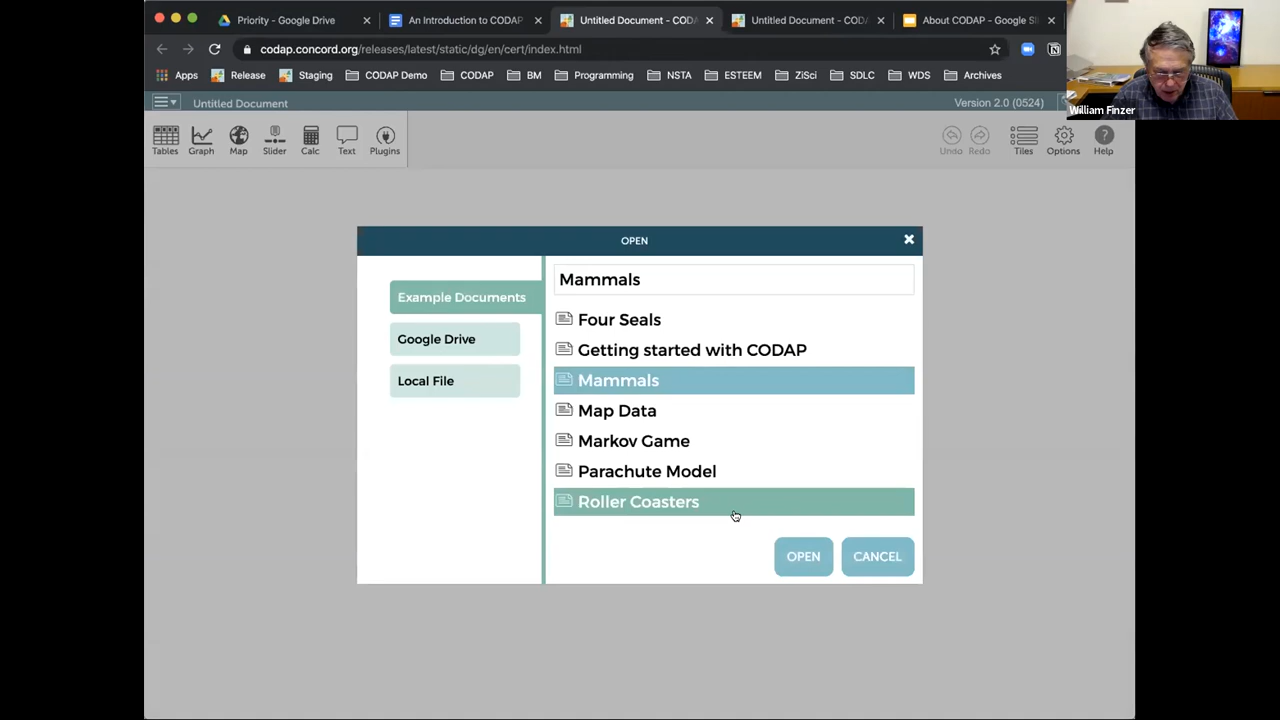 Priority - Google Drive
An Introduction to CODAP
Untitled Document - COD
Untitled Document - COD
About CODAP - Google Sl
codap.concord.org/releases/latest/static/dg/en/cert/index.html
Apps Release Staging CODAP Demo CODAP BM Programming NSTA ESTEEM ZiSci SLC WDS Archives
William Finzer
Untitled Document
Version 2.0 (0524)
Tables Graph Map Slider Calc Text Plugins
Undo Redo Tiles Options Help
OPEN
Example Documents
Google Drive
Local File
Mammals
Four Seals
Getting started with CODAP
Mammals
Map Data
Markov Game
Parachute Model
Roller Coasters
OPEN CANCEL